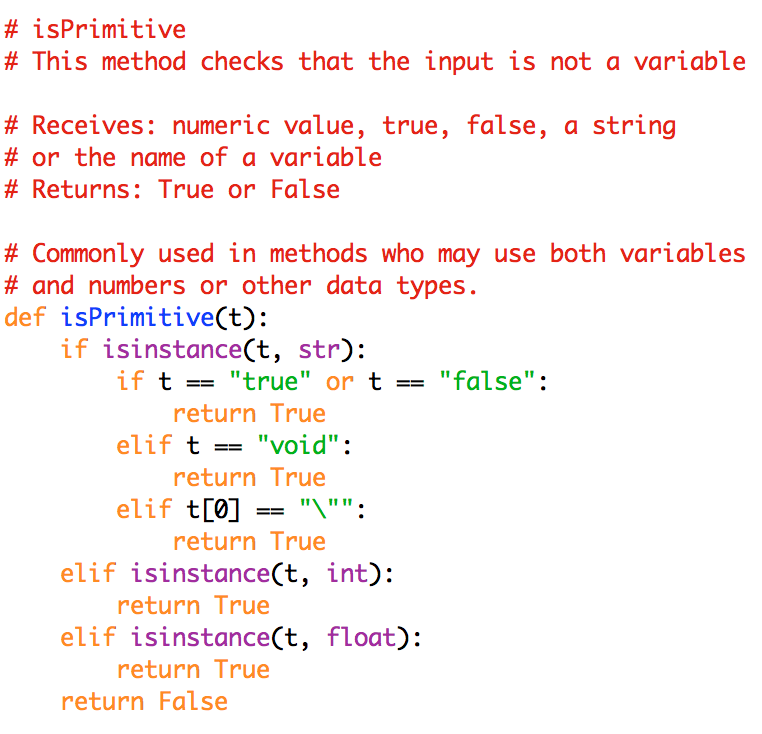 # isPrimitive
# This method checks that the input is not a variable

# Receives: numeric value, true, false, a string
# or the name of a variable
# Returns: True or False

# Commonly used in methods who may use both variables
# and numbers or other data types.
def isPrimitive(t):
    if isinstance(t, str):
        if t == "true" or t == "false":
            return True
        elif t == "void":
            return True
        elif t[0] == "\"":
            return True
    elif isinstance(t, int):
        return True
    elif isinstance(t, float):
        return True
    return False